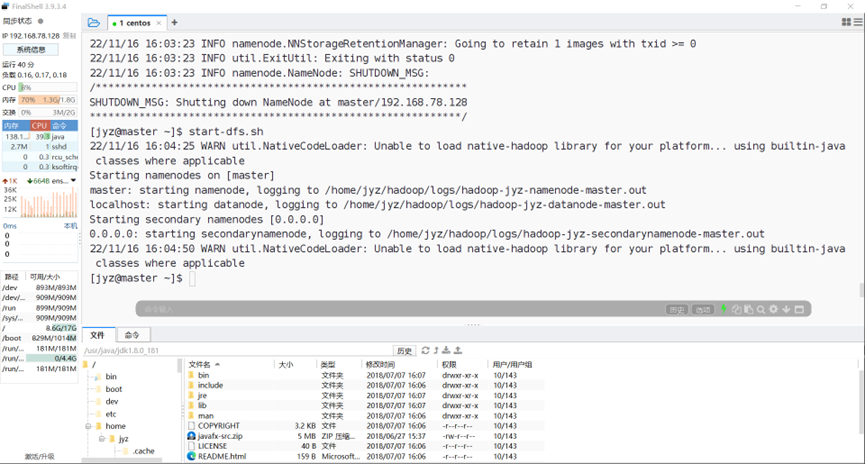 FinalShell 3.9.3.4
同步状态
1 centos
IP 192.168.78.128 复制
系统信息
运行 40 分
负载 0.16, 0.17, 0.18
CPU 8%
内存 70% 1.3G/1.8G
交换 0% 3M/2G
内存 CPU 命令
138.1... 39.3 java
2.7M 1 sshd
0 0.3 rcu_sche
0 0.3 ksoftirq-
1K 664B ens...
36K
25K
12K
0ms 本机
0
0
0
路径 可用/大小
/dev 893M/893M
/dev/... 909M/909M
/run 899M/909M
/sys/... 909M/909M
/ 8.6G/17G
/boot 829M/1014M
/run/... 181M/181M
/run/... 0/4.4G
/run/... 181M/181M
激活/升级
22/11/16 16:03:23 INFO namenode.NNStorageRetentionManager: Going to retain 1 images with txid >= 0
22/11/16 16:03:23 INFO util.ExitUtil: Exiting with status 0
22/11/16 16:03:23 INFO namenode.NameNode: SHUTDOWN_MSG:
/************************************************************
SHUTDOWN_MSG: Shutting down NameNode at master/192.168.78.128
************************************************************/
[jyz@master ~]$ start-dfs.sh
22/11/16 16:04:25 WARN util.NativeCodeLoader: Unable to load native-hadoop library for your platform... using builtin-java
classes where applicable
Starting namenodes on [master]
master: starting namenode, logging to /home/jyz/hadoop/logs/hadoop-jyz-namenode-master.out
localhost: starting datanode, logging to /home/jyz/hadoop/logs/hadoop-jyz-datanode-master.out
Starting secondary namenodes [0.0.0.0]
0.0.0.0: starting secondarynamenode, logging to /home/jyz/hadoop/logs/hadoop-jyz-secondarynamenode-master.out
22/11/16 16:04:50 WARN util.NativeCodeLoader: Unable to load native-hadoop library for your platform... using builtin-java
classes where applicable
[jyz@master ~]$
命令输入
历史 选项
文件 命令
/usr/java/jdk1.8.0_181
历史
/
bin
boot
dev
etc
home
jyz
.cache
文件名 大小 类型 修改时间 权限 用户/用户组
bin 文件夹 2018/07/07 16:07 drwxr-xr-x 10/143
include 文件夹 2018/07/07 16:06 drwxr-xr-x 10/143
jre 文件夹 2018/07/07 16:07 drwxr-xr-x 10/143
lib 文件夹 2018/07/07 16:07 drwxr-xr-x 10/143
man 文件夹 2018/07/07 16:06 drwxr-xr-x 10/143
COPYRIGHT 3.2 KB 文件 2018/07/07 16:06 -r--r--r-- 10/143
javafx-src.zip 5 MB ZIP 压缩... 2018/06/27 15:37 -rw-r--r-- 10/143
LICENSE 40 B 文件 2018/07/07 16:06 -r--r--r-- 10/143
README.html 159 B Microsoft... 2018/07/07 16:06 -r--r--r-- 10/143